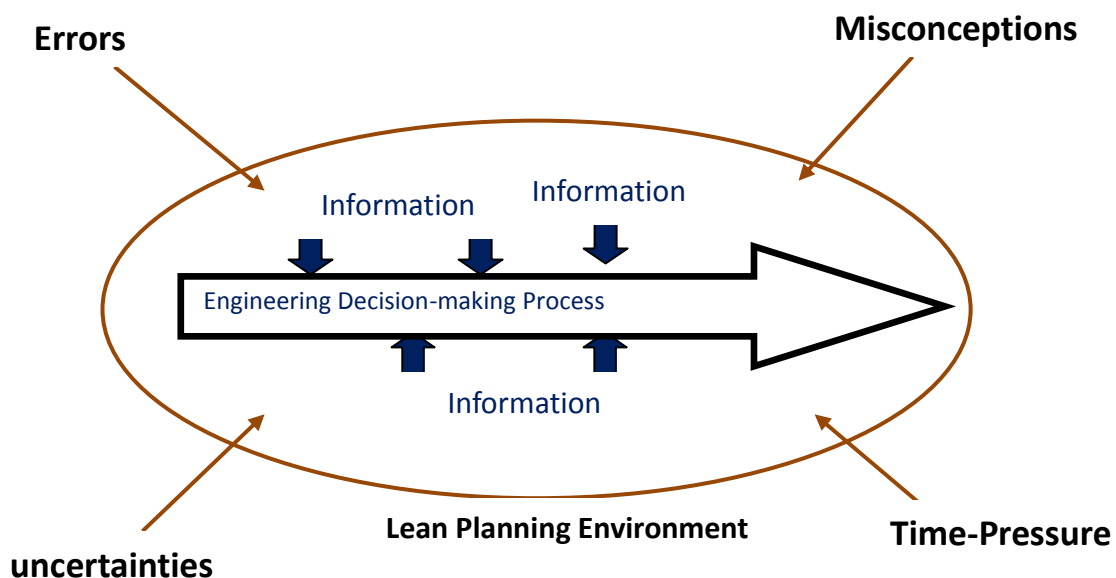 Errors
Misconceptions
Information
Information
Engineering Decision-making Process
Information
Lean Planning Environment
Time-Pressure
uncertainties